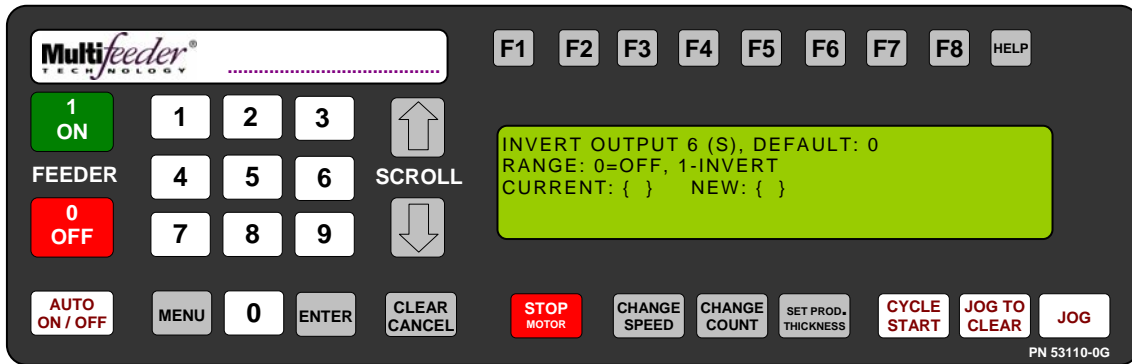 Multifeeder®
TECHNOLOGY
F1 F2 F3 F4 F5 F6 F7 F8 HELP
1
ON
FEEDER
0
OFF
1 2 3
4 5 6
7 8 9
SCROLL
INVERT OUTPUT 6 (S), DEFAULT: 0
RANGE: 0=OFF, 1-INVERT
CURRENT: { } NEW: { }
AUTO
ON / OFF
MENU 0 ENTER
CLEAR
CANCEL
STOP
MOTOR
CHANGE
SPEED
CHANGE
COUNT
SET PROD.
THICKNESS
CYCLE
START
JOG TO
CLEAR
JOG
PN 53110-0G